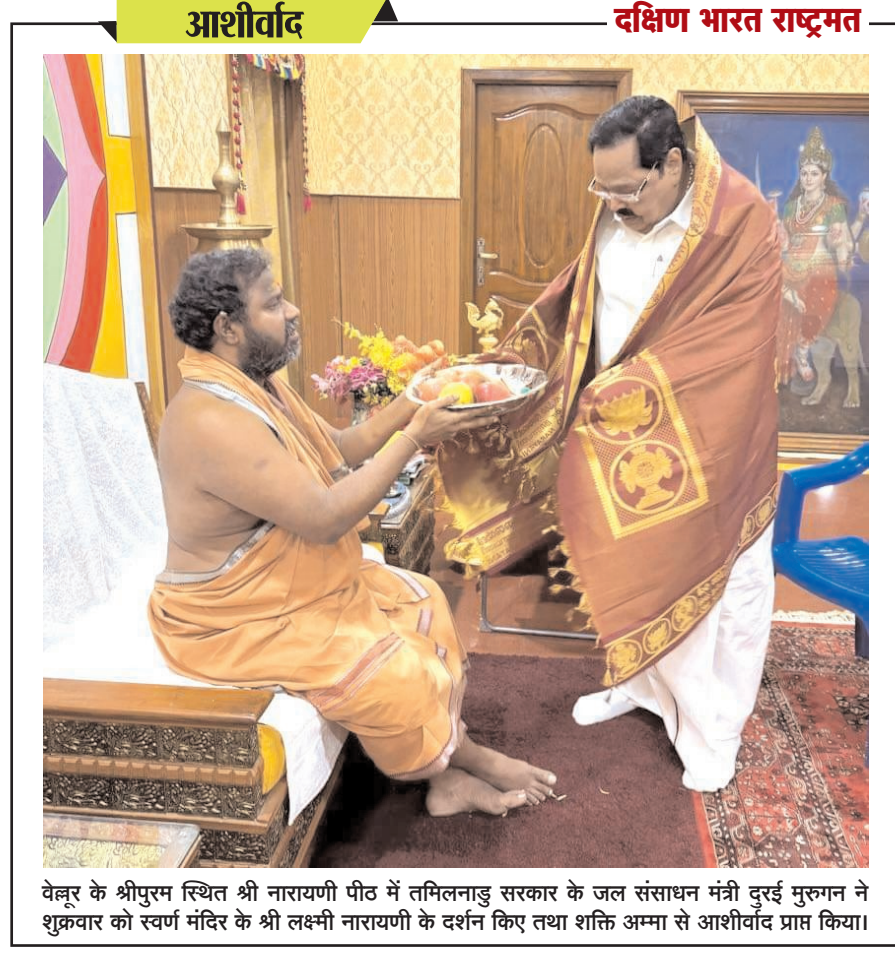 आशीर्वाद
दक्षिण भारत राष्ट्रमत
वेल्लूर के श्रीपुरम स्थित श्री नारायणी पीठ में तमिलनाडु सरकार के जल संसाधन मंत्री दुरई मुरुगन ने
शुक्रवार को स्वर्ण मंदिर के श्री लक्ष्मी नारायणी के दर्शन किए तथा शक्ति अम्मा से आशीर्वाद प्राप्त किया।